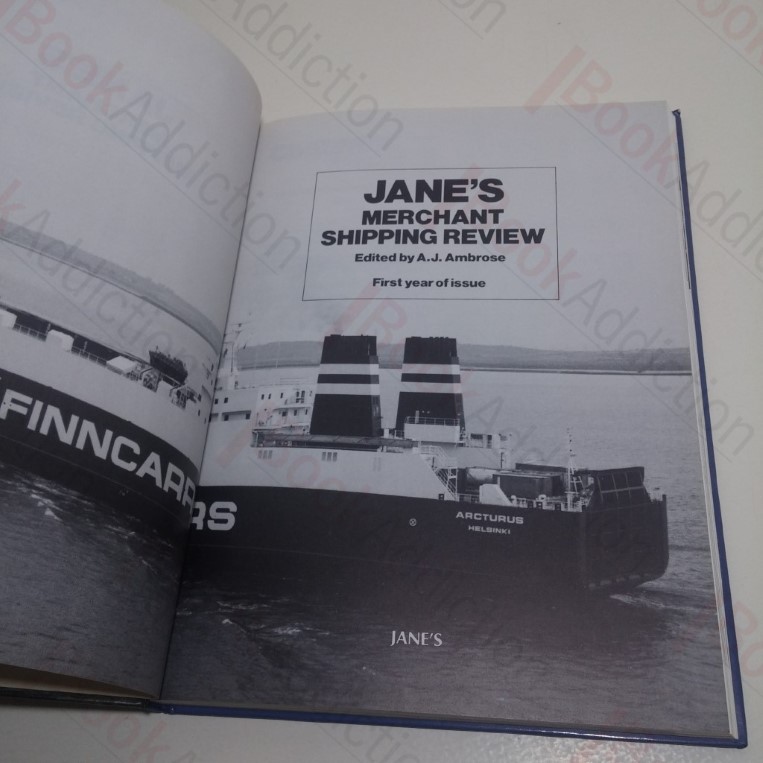 JANE'S
MERCHANT
SHIPPING REVIEW
Edited by A.J. Ambrose
First year of issue
FINNCARRIERS
ARCTURUS
HELSINKI
JANE'S
BookAddiction